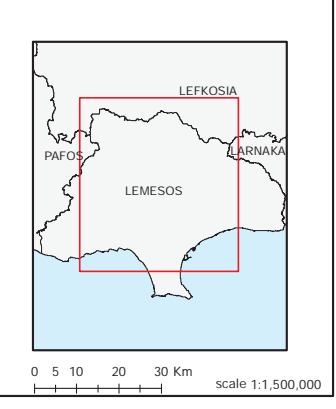 LEFKOSIA
PAFOS
LARNAKA
LEMESOS
0 5 10 20 30 Km
scale 1:1,500,000